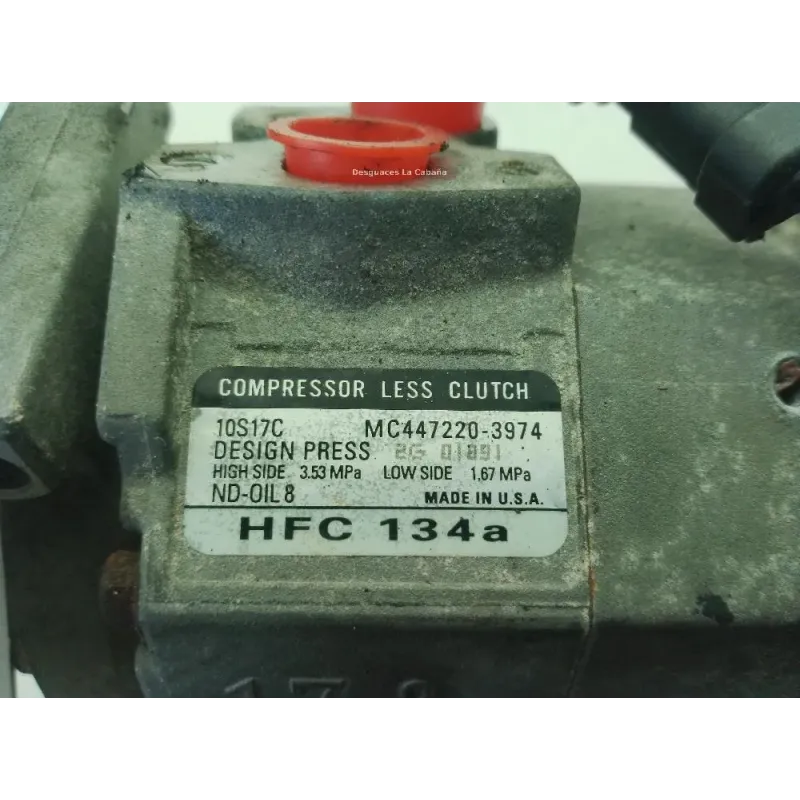 Desguaces La Cabaña
COMPRESSOR LESS CLUTCH
10S17C MC447220-3974
DESIGN PRESS
HIGH SIDE 3.53 MPa LOW SIDE 1,67 MPa
ND-OIL 8 MADE IN U.S.A.
HFC 134a